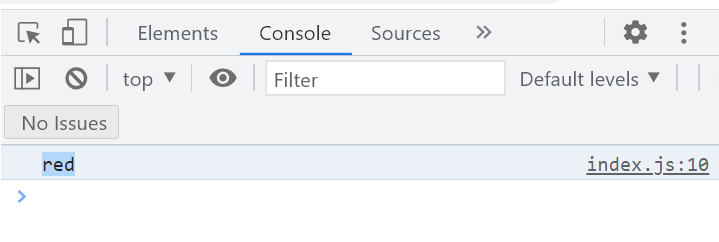 Elements Console Sources
top Filter Default levels
No Issues
red index.js:10